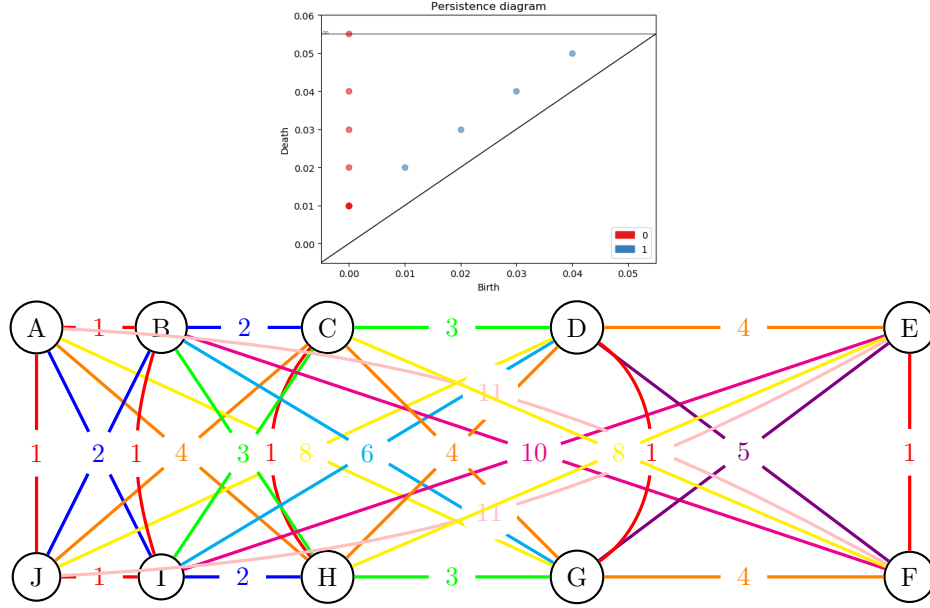 Persistence diagram
0.06
∞
0.05
0.04
0.03
0.02
0.01
0.00
Death
0
1
0.00 0.01 0.02 0.03 0.04 0.05
Birth
A 1 B 2 C 3 D 4 E
11
1 2 1 4 3 1 8 6 4 10 8 1 5 1
11
J 1 I 2 H 3 G 4 F